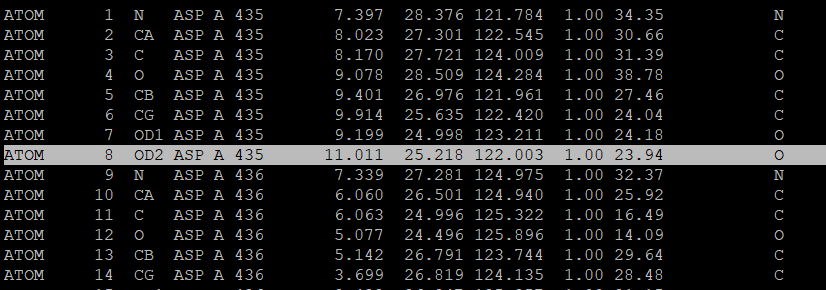 ATOM      1  N   ASP A 435       7.397  28.376 121.784  1.00 34.35           N
ATOM      2  CA  ASP A 435       8.023  27.301 122.545  1.00 30.66           C
ATOM      3  C   ASP A 435       8.170  27.721 124.009  1.00 31.39           C
ATOM      4  O   ASP A 435       9.078  28.509 124.284  1.00 38.78           O
ATOM      5  CB  ASP A 435       9.401  26.976 121.961  1.00 27.46           C
ATOM      6  CG  ASP A 435       9.914  25.635 122.420  1.00 24.04           C
ATOM      7  OD1 ASP A 435       9.199  24.998 123.211  1.00 24.18           O
ATOM      8  OD2 ASP A 435      11.011  25.218 122.003  1.00 23.94           O
ATOM      9  N   ASP A 436       7.339  27.281 124.975  1.00 32.37           N
ATOM     10  CA  ASP A 436       6.060  26.501 124.940  1.00 25.92           C
ATOM     11  C   ASP A 436       6.063  24.996 125.322  1.00 16.49           C
ATOM     12  O   ASP A 436       5.077  24.496 125.896  1.00 14.09           O
ATOM     13  CB  ASP A 436       5.142  26.791 123.744  1.00 29.64           C
ATOM     14  CG  ASP A 436       3.699  26.819 124.135  1.00 28.48           C